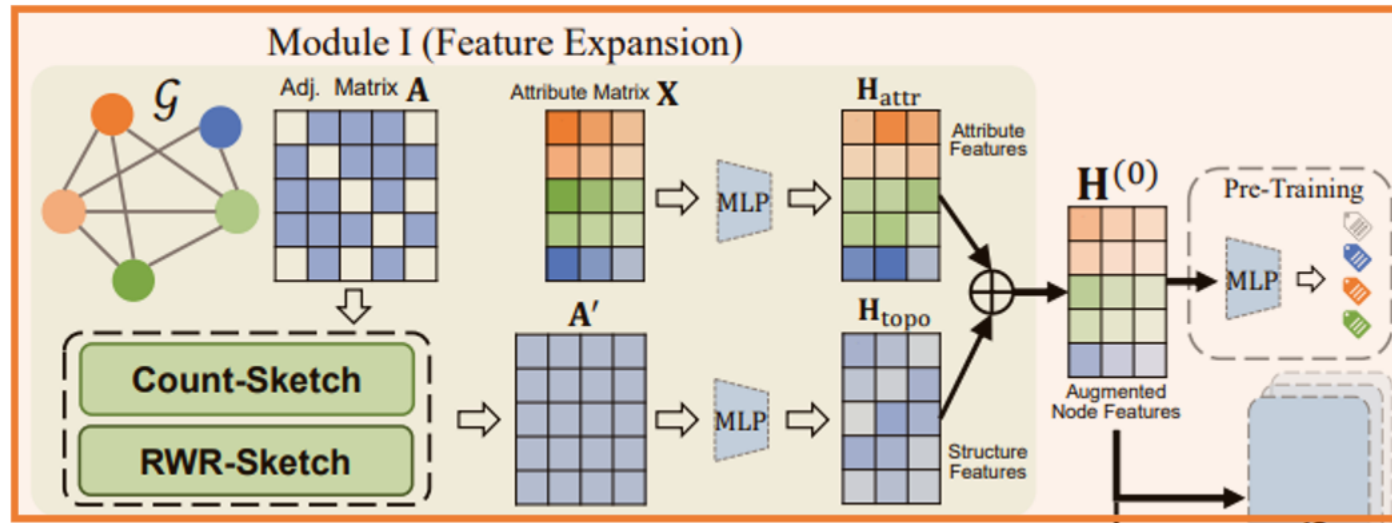 Module I (Feature Expansion)
𝒢
Adj. Matrix A
Attribute Matrix X
H_attr
Attribute
Features
MLP
H^(0)
Pre-Training
MLP
Count-Sketch
RWR-Sketch
A′
MLP
H_topo
Structure
Features
Augmented
Node Features